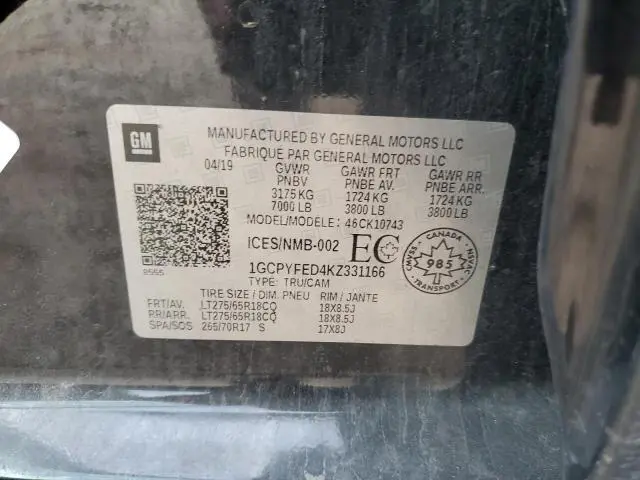 GM
MANUFACTURED BY GENERAL MOTORS LLC
FABRIQUE PAR GENERAL MOTORS LLC
04/19 GVWR GAWR FRT GAWR RR
PNBV PNBE AV. PNBE ARR.
3175 KG 1724 KG 1724 KG
7000 LB 3800 LB 3800 LB
MODEL/MODELE: 46CK10743
ICES/NMB-002 EC
CANADA
985
TRANSPORT
NSVAC
8555
1GCPYFED4KZ331166
TYPE: TRU/CAM
TIRE SIZE / DIM. PNEU RIM / JANTE
FRT/AV. LT275/65R18CQ 18X8.5J
RR/ARR. LT275/65R18CQ 18X8.5J
SPA/SOS 265/70R17 S 17X8J